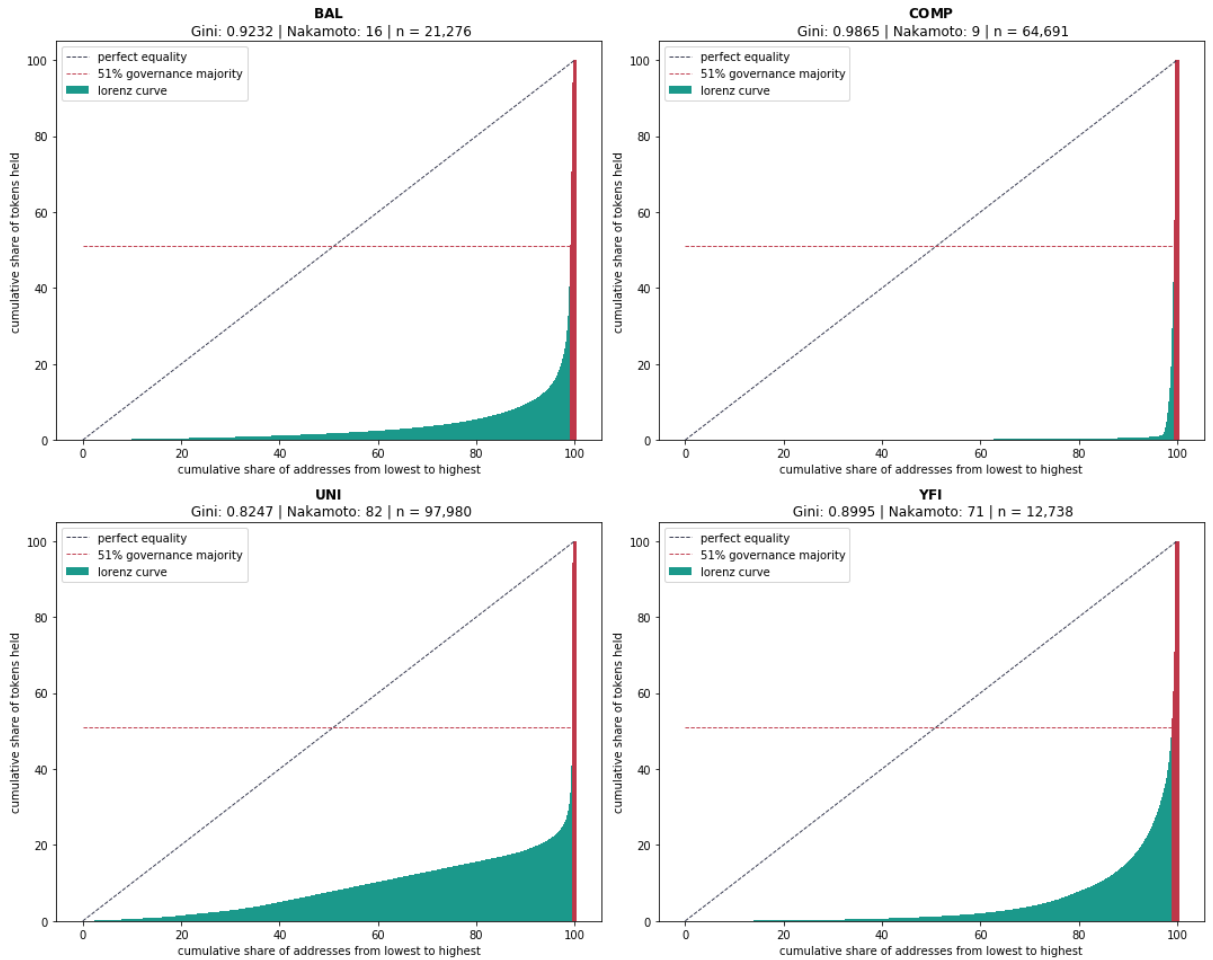 BAL
Gini: 0.9232 | Nakamoto: 16 | n = 21,276
perfect equality
51% governance majority
lorenz curve
100
80
60
40
20
0
cumulative share of tokens held
0 20 40 60 80 100
cumulative share of addresses from lowest to highest
COMP
Gini: 0.9865 | Nakamoto: 9 | n = 64,691
perfect equality
51% governance majority
lorenz curve
100
80
60
40
20
0
cumulative share of tokens held
0 20 40 60 80 100
cumulative share of addresses from lowest to highest
UNI
Gini: 0.8247 | Nakamoto: 82 | n = 97,980
perfect equality
51% governance majority
lorenz curve
100
80
60
40
20
0
cumulative share of tokens held
0 20 40 60 80 100
cumulative share of addresses from lowest to highest
YFI
Gini: 0.8995 | Nakamoto: 71 | n = 12,738
perfect equality
51% governance majority
lorenz curve
100
80
60
40
20
0
cumulative share of tokens held
0 20 40 60 80 100
cumulative share of addresses from lowest to highest